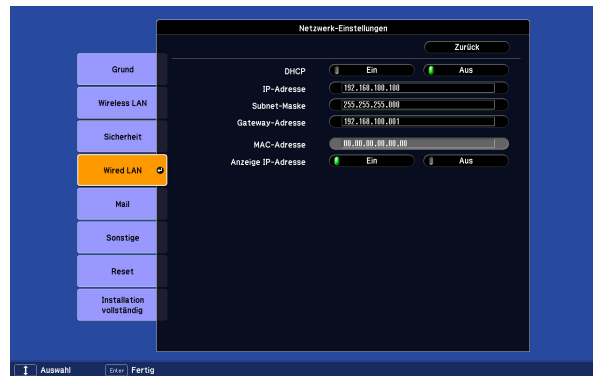 Netzwerk-Einstellungen
Zurück
Grund
Wireless LAN
Sicherheit
Wired LAN
Mail
Sonstige
Reset
Installation
vollständig
DHCP Ein Aus
IP-Adresse 192.168.100.100
Subnet-Maske 255.255.255.000
Gateway-Adresse 192.168.100.001
MAC-Adresse 00.00.00.00.00.00
Anzeige IP-Adresse Ein Aus
Auswahl Enter Fertig